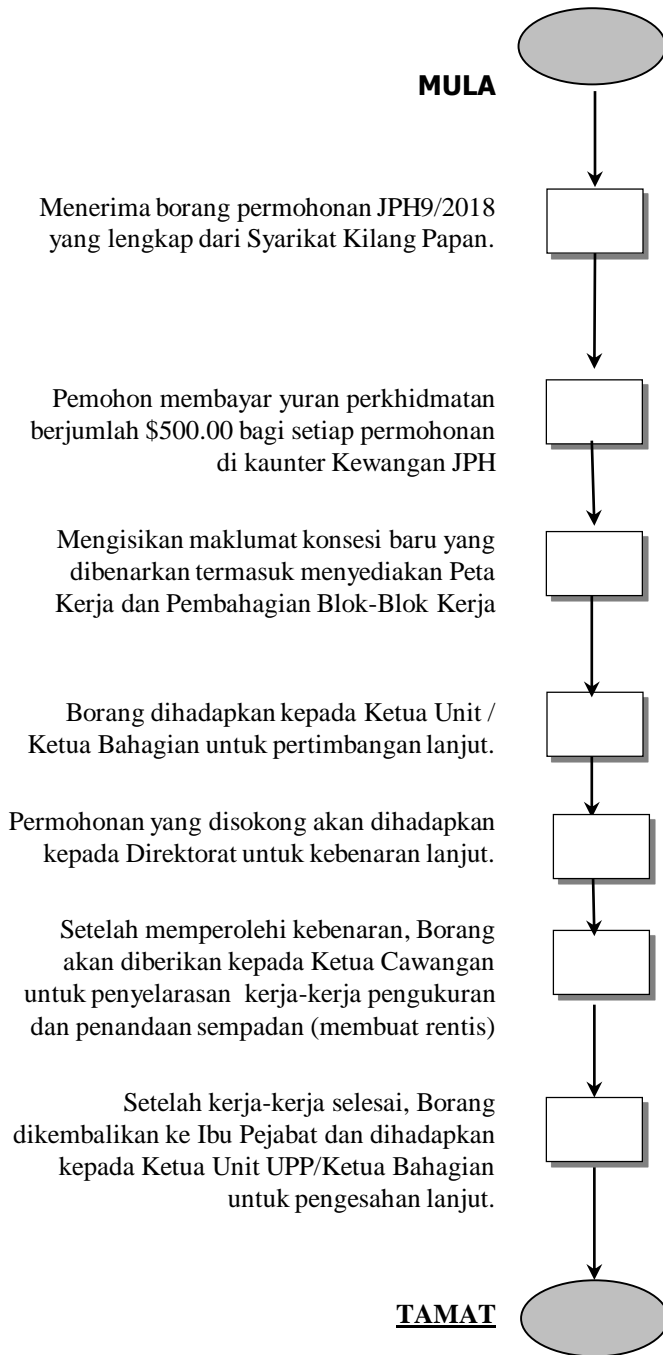 MULA
Menerima borang permohonan JPH9/2018
yang lengkap dari Syarikat Kilang Papan.
Pemohon membayar yuran perkhidmatan
berjumlah $500.00 bagi setiap permohonan
di kaunter Kewangan JPH
Mengisikan maklumat konsesi baru yang
dibenarkan termasuk menyediakan Peta
Kerja dan Pembahagian Blok-Blok Kerja
Borang dihadapkan kepada Ketua Unit /
Ketua Bahagian untuk pertimbangan lanjut.
Permohonan yang disokong akan dihadapkan
kepada Direktorat untuk kebenaran lanjut.
Setelah memperolehi kebenaran, Borang
akan diberikan kepada Ketua Cawangan
untuk penyelarasan kerja-kerja pengukuran
dan penandaan sempadan (membuat rentis)
Setelah kerja-kerja selesai, Borang
dikembalikan ke Ibu Pejabat dan dihadapkan
kepada Ketua Unit UPP/Ketua Bahagian
untuk pengesahan lanjut.
TAMAT